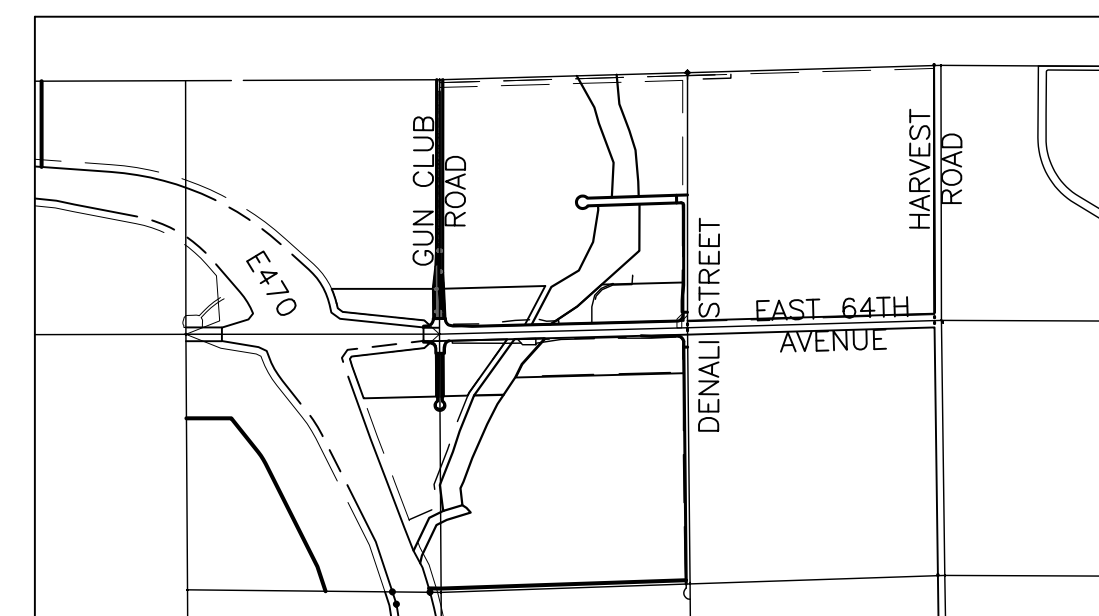 GUN CLUB
ROAD
HARVEST
ROAD
E470
DENALI STREET
EAST 64TH
AVENUE